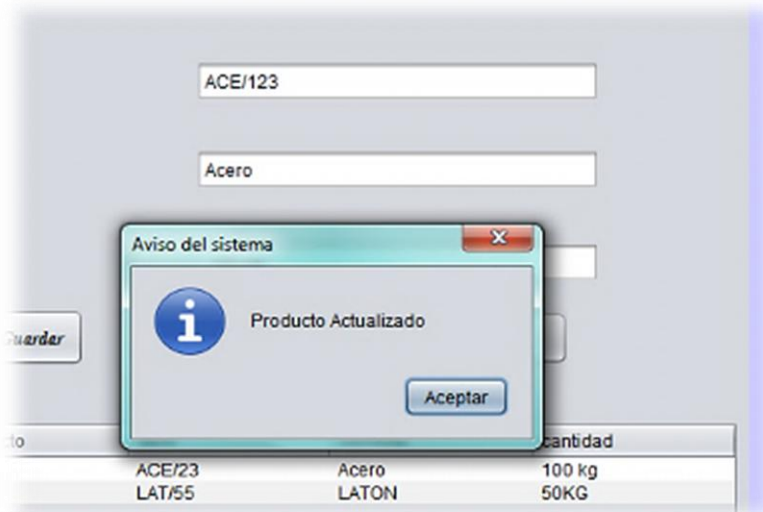 ACE/123
Acero
Aviso del sistema
Producto Actualizado
Guardar
Aceptar
cantidad
ACE/23 Acero 100 kg
LAT/55 LATON 50KG